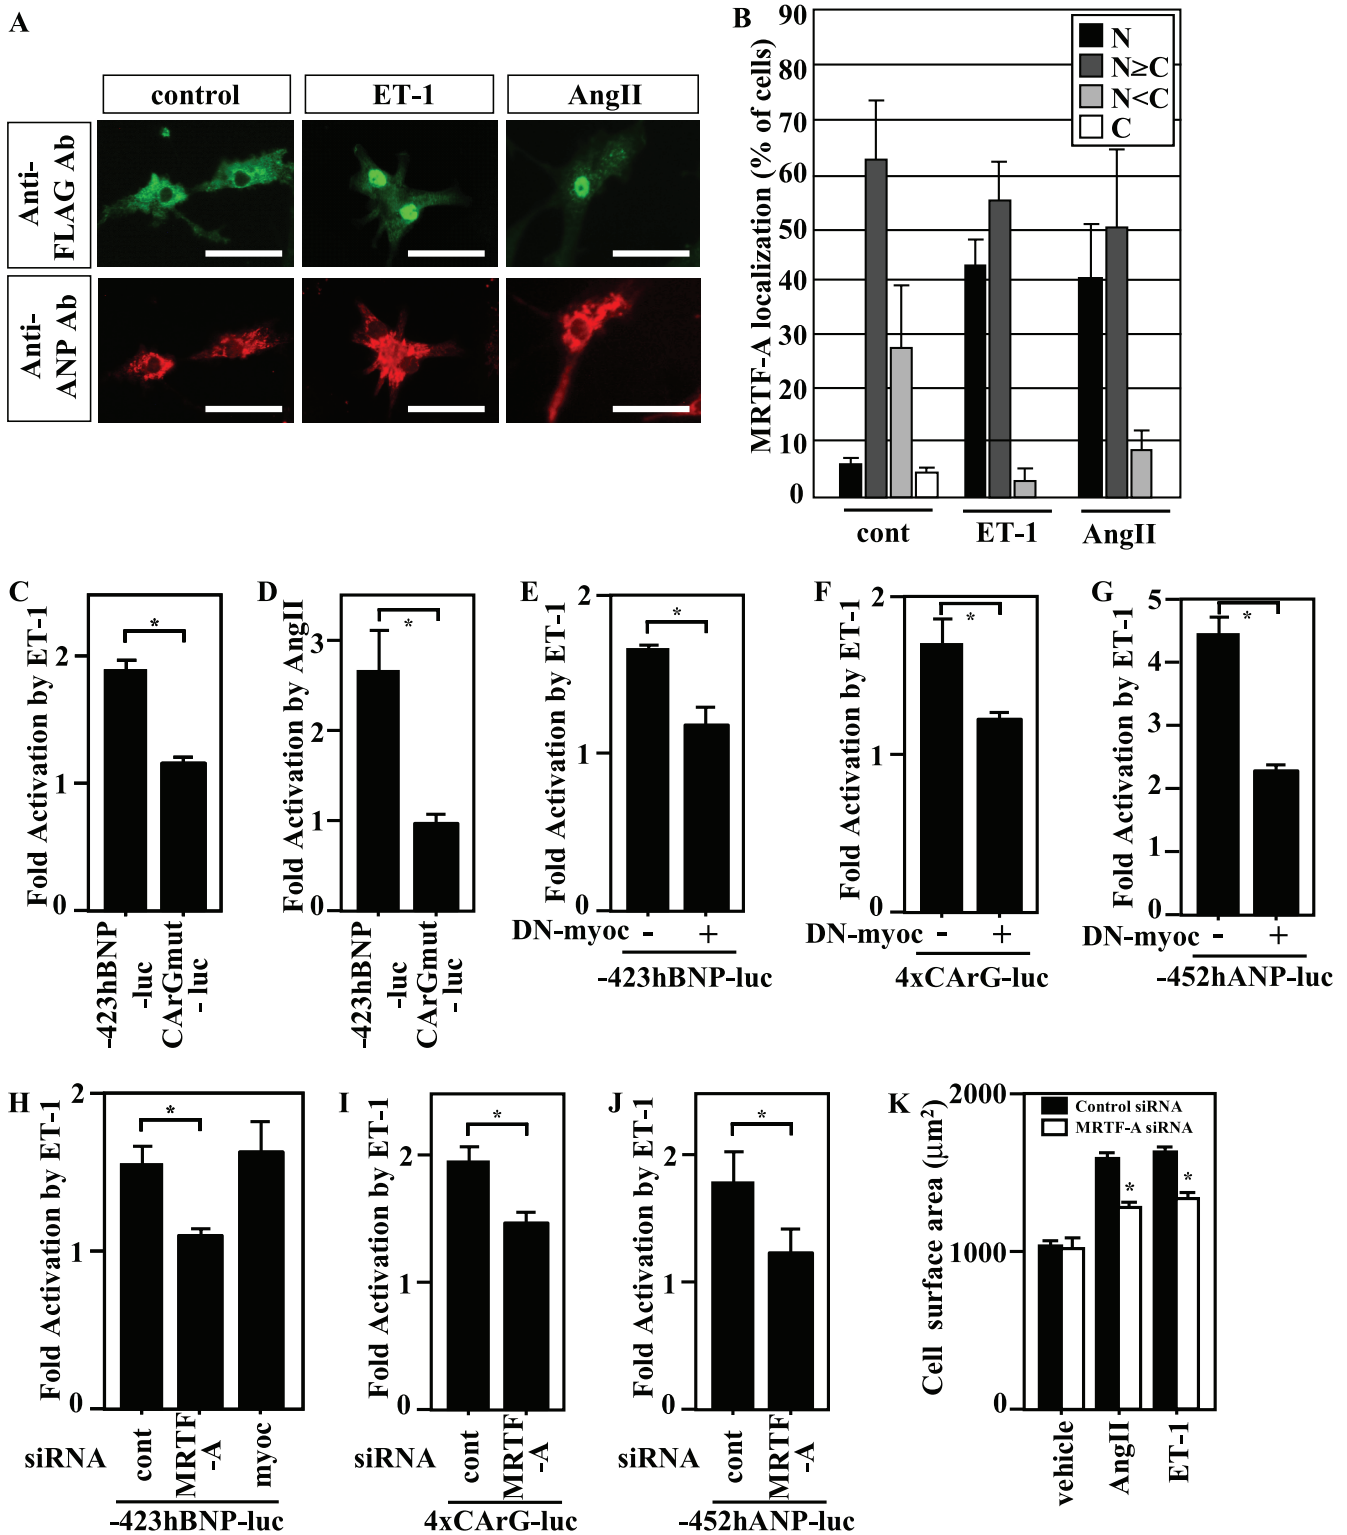 A
control
ET-1
AngII
Anti-
FLAG Ab
Anti-
ANP Ab
B
MRTF-A localization (% of cells)
90
80
70
60
50
40
30
20
10
0
N
N≥C
N<C
C
cont
ET-1
AngII
C
Fold Activation by ET-1
2
1
0
*
-423hBNP
-luc
CArGmut
-luc
D
Fold Activation by AngII
3
2
1
0
*
-423hBNP
-luc
CArGmut
-luc
E
Fold Activation by ET-1
2
1
0
*
DN-myoc - +
-423hBNP-luc
F
Fold Activation by ET-1
2
1
0
*
DN-myoc - +
4xCArG-luc
G
Fold Activation by ET-1
5
4
3
2
1
0
*
DN-myoc - +
-452hANP-luc
H
Fold Activation by ET-1
2
1
0
*
siRNA
cont
MRTF
-A
myoc
-423hBNP-luc
I
Fold Activation by ET-1
2
1
0
*
siRNA
cont
MRTF
-A
4xCArG-luc
J
Fold Activation by ET-1
2
1
0
*
siRNA
cont
MRTF
-A
-452hANP-luc
K
Cell surface area (μm²)
2000
1000
0
Control siRNA
MRTF-A siRNA
*
*
vehicle
AngII
ET-1